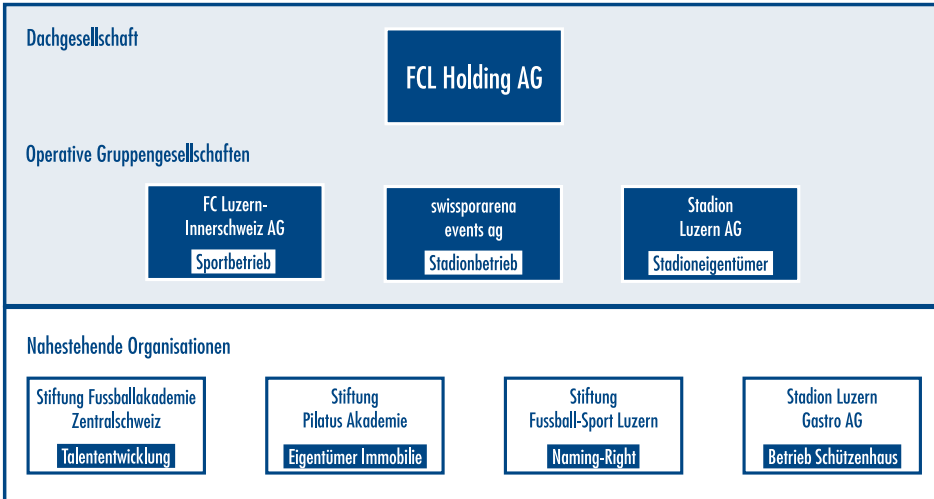 Dachgesellschaft
FCL Holding AG
Operative Gruppengesellschaften
FC Luzern-
Innerschweiz AG
Sportbetrieb
swissporarena
events ag
Stadionbetrieb
Stadion
Luzern AG
Stadioneigentümer
Nahestehende Organisationen
Stiftung Fussballakademie
Zentralschweiz
Talententwicklung
Stiftung
Pilatus Akademie
Eigentümer Immobilie
Stiftung
Fussball-Sport Luzern
Naming-Right
Stadion Luzern
Gastro AG
Betrieb Schützenhaus